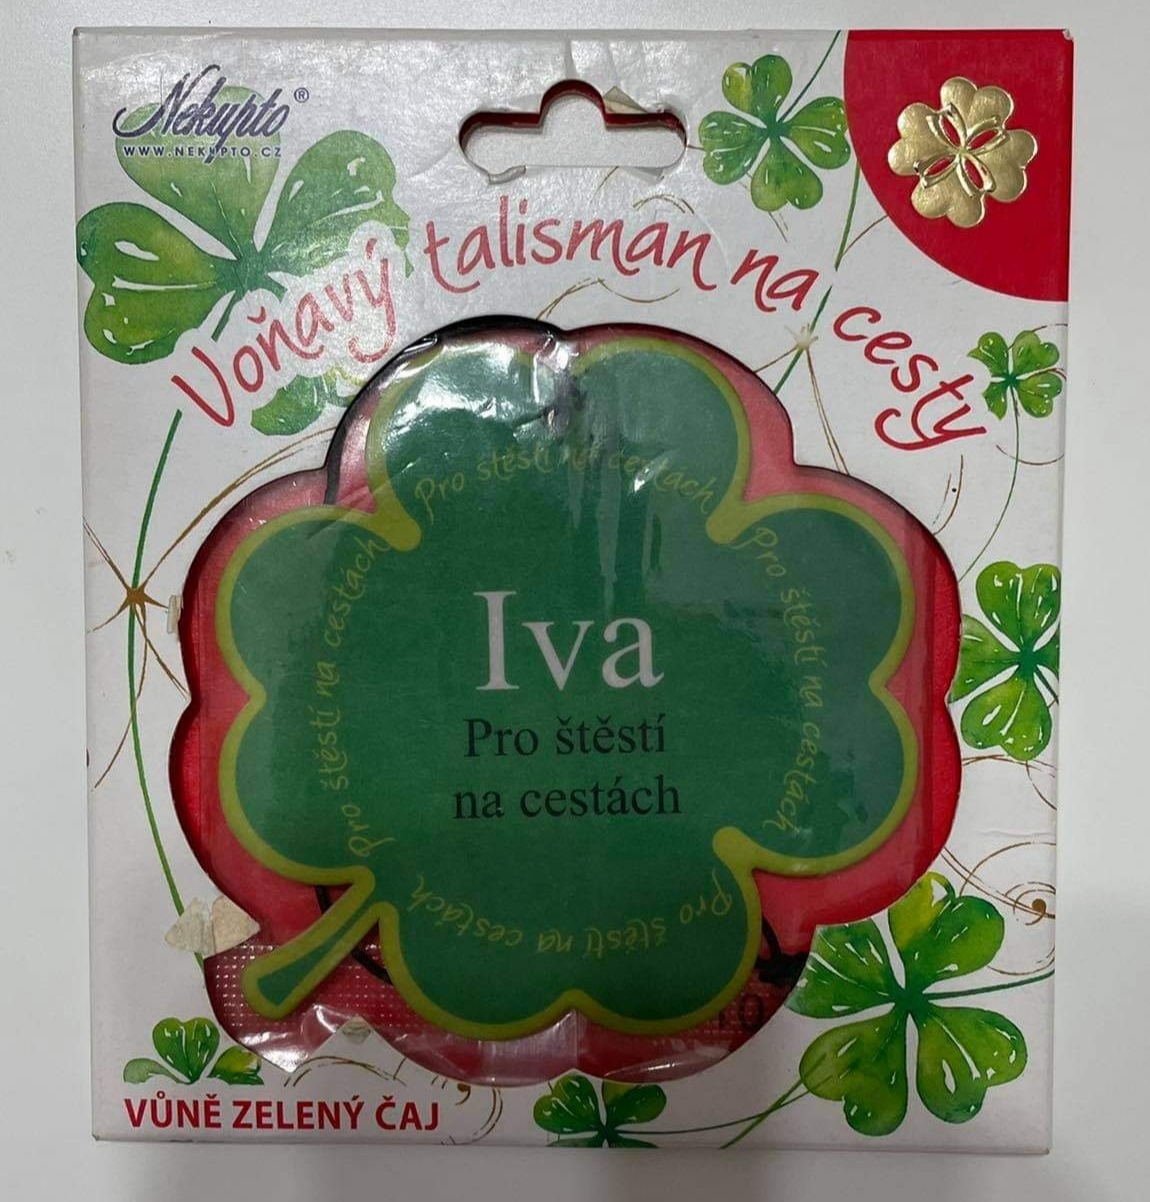 Nekupto®
WWW.NEKUPTO.CZ
Voňavý talisman na cesty
Pro štěstí na cestách
Pro štěstí na cestách
Pro štěstí na cestách
Pro štěstí na cestách
Iva
Pro štěstí
na cestách
VŮNĚ ZELENÝ ČAJ